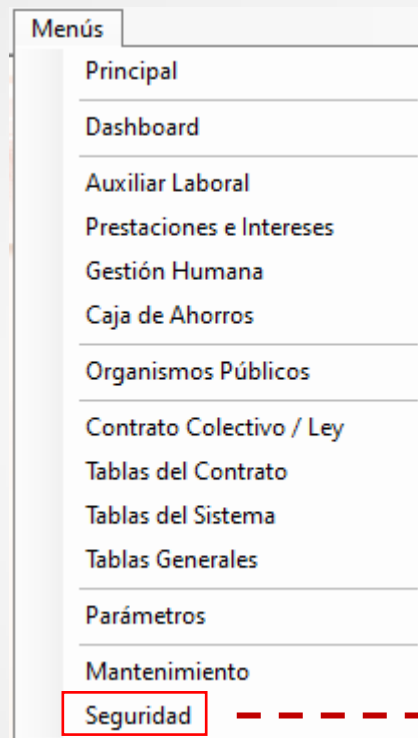 Menús
Principal
Dashboard
Auxiliar Laboral
Prestaciones e Intereses
Gestión Humana
Caja de Ahorros
Organismos Públicos
Contrato Colectivo / Ley
Tablas del Contrato
Tablas del Sistema
Tablas Generales
Parámetros
Mantenimiento
Seguridad